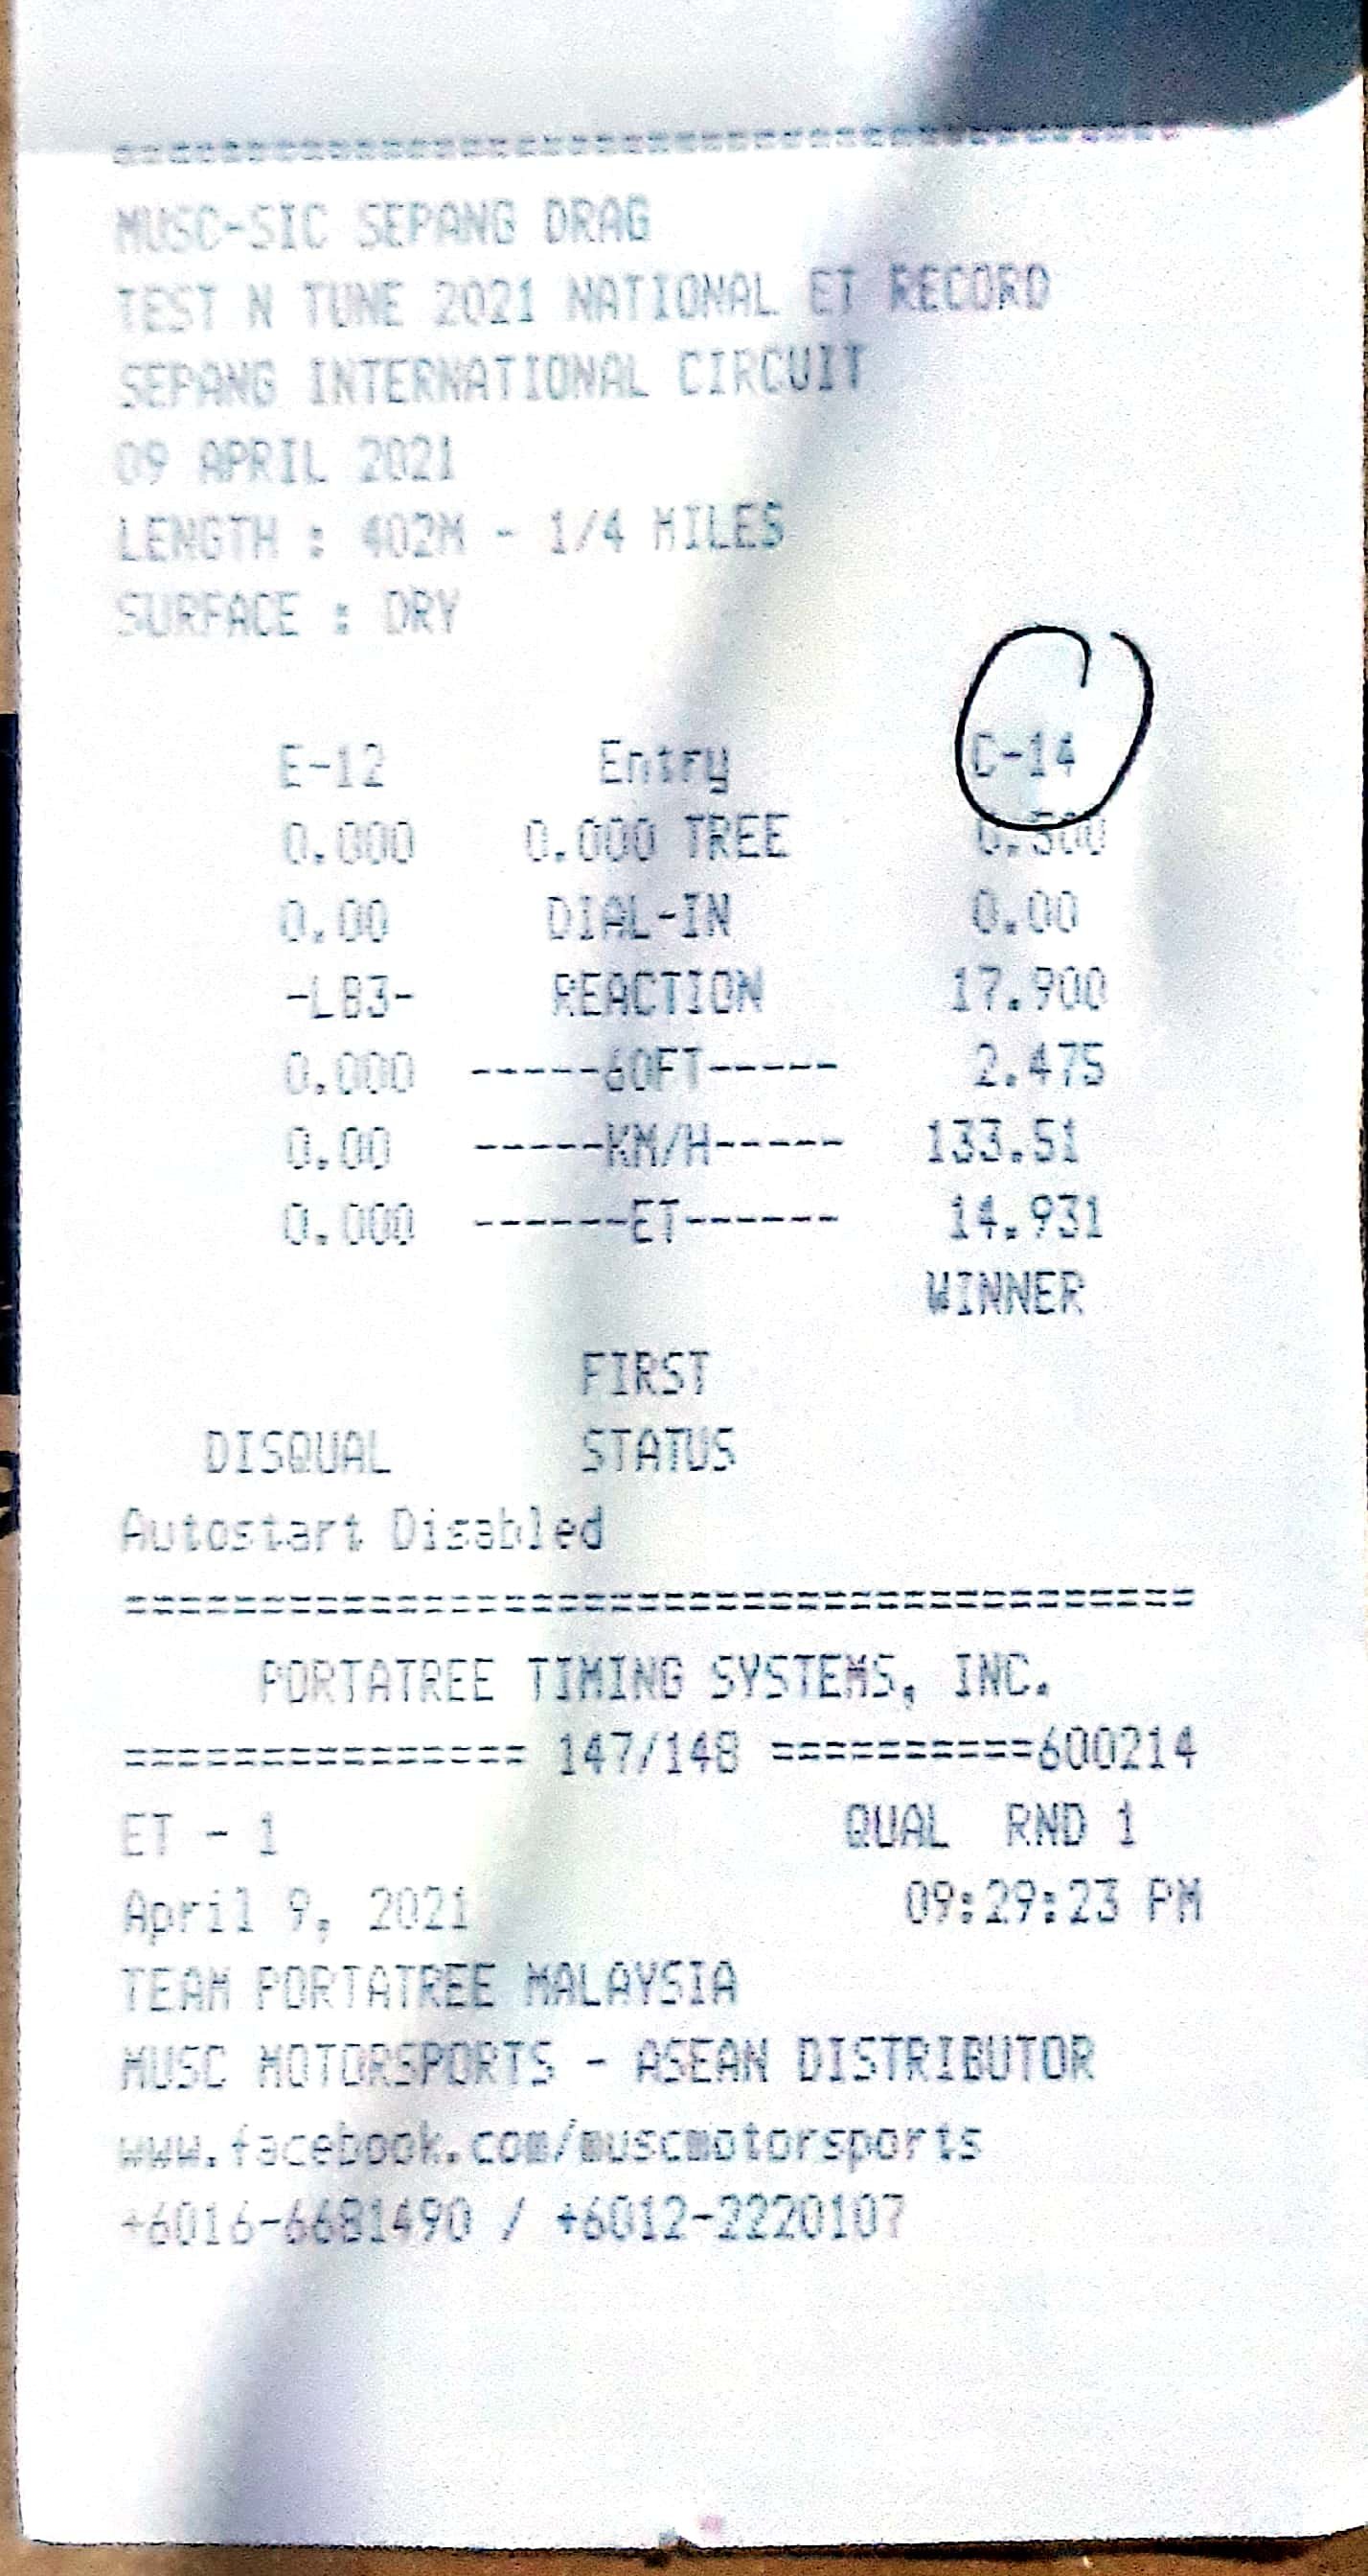 ========================================
MUSC-SIC SEPANG DRAG
TEST N TUNE 2021 NATIONAL ET RECORD
SEPANG INTERNATIONAL CIRCUIT
09 APRIL 2021
LENGTH : 402M - 1/4 MILES
SURFACE : DRY
E-12 Entry C-14
0.000 0.000 TREE 0.500
0.00 DIAL-IN 0.00
-LB3- REACTION 17.900
0.000 -----60FT----- 2.475
0.00 -----KM/H----- 133.51
0.000 ------ET------ 14.931
WINNER
FIRST
DISQUAL STATUS
Autostart Disabled
========================================
PORTATREE TIMING SYSTEMS, INC.
=============== 147/148 ==========600214
ET - 1 QUAL RND 1
April 9, 2021 09:29:23 PM
TEAM PORTATREE MALAYSIA
MUSC MOTORSPORTS - ASEAN DISTRIBUTOR
www.facebook.com/muscmotorsports
+6016-6681490 / +6012-2220107